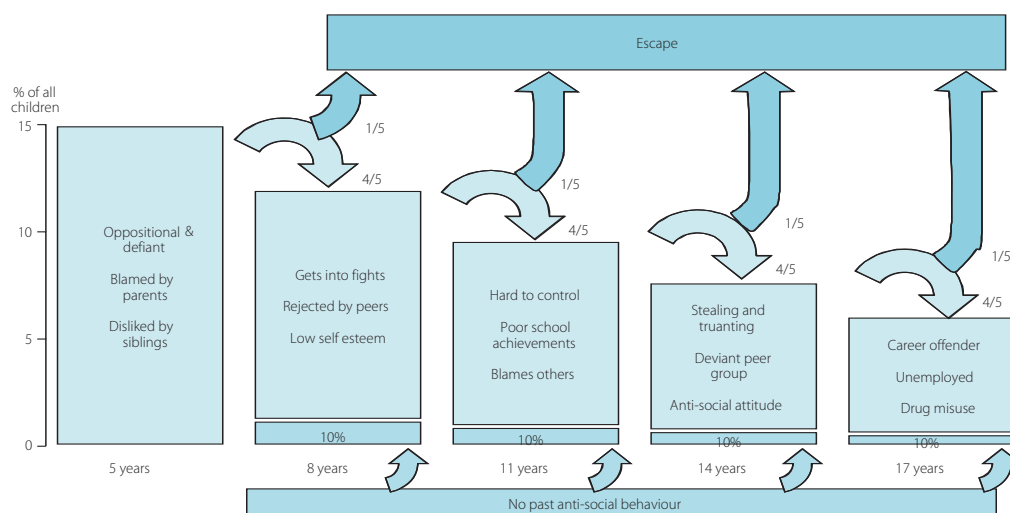 Escape
% of all
children
15
10
5
0
1/5
4/5
1/5
4/5
1/5
4/5
1/5
4/5
Oppositional &
defiant
Blamed by
parents
Disliked by
siblings
Gets into fights
Rejected by peers
Low self esteem
Hard to control
Poor school
achievements
Blames others
Stealing and
truanting
Deviant peer
group
Anti-social attitude
Career offender
Unemployed
Drug misuse
10%
10%
10%
10%
5 years
8 years
11 years
14 years
17 years
No past anti-social behaviour